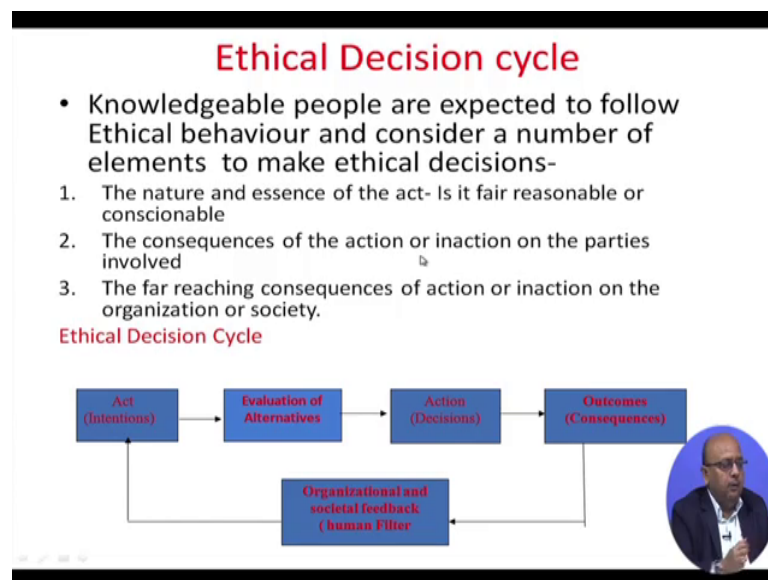 Ethical Decision cycle
• Knowledgeable people are expected to follow
Ethical behaviour and consider a number of
elements to make ethical decisions-
1. The nature and essence of the act- Is it fair reasonable or
conscionable
2. The consequences of the action or inaction on the parties
involved
3. The far reaching consequences of action or inaction on the
organization or society.
Ethical Decision Cycle
Act
(Intentions)
Evaluation of
Alternatives
Action
(Decisions)
Outcomes
(Consequences)
Organizational and
societal feedback
( human Filter